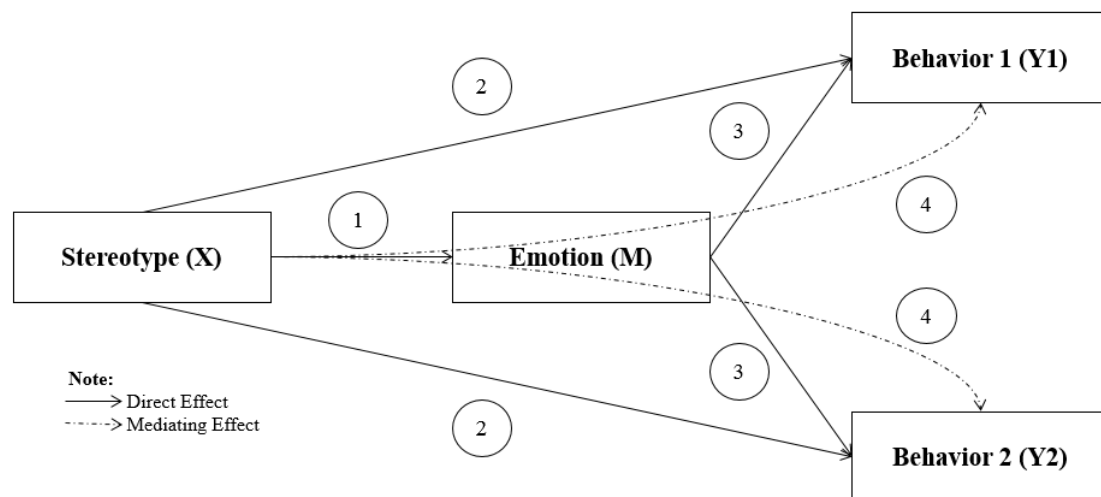 Behavior 1 (Y1)
2
3
1
4
Stereotype (X)
Emotion (M)
4
3
Note:
Direct Effect
Mediating Effect
2
Behavior 2 (Y2)